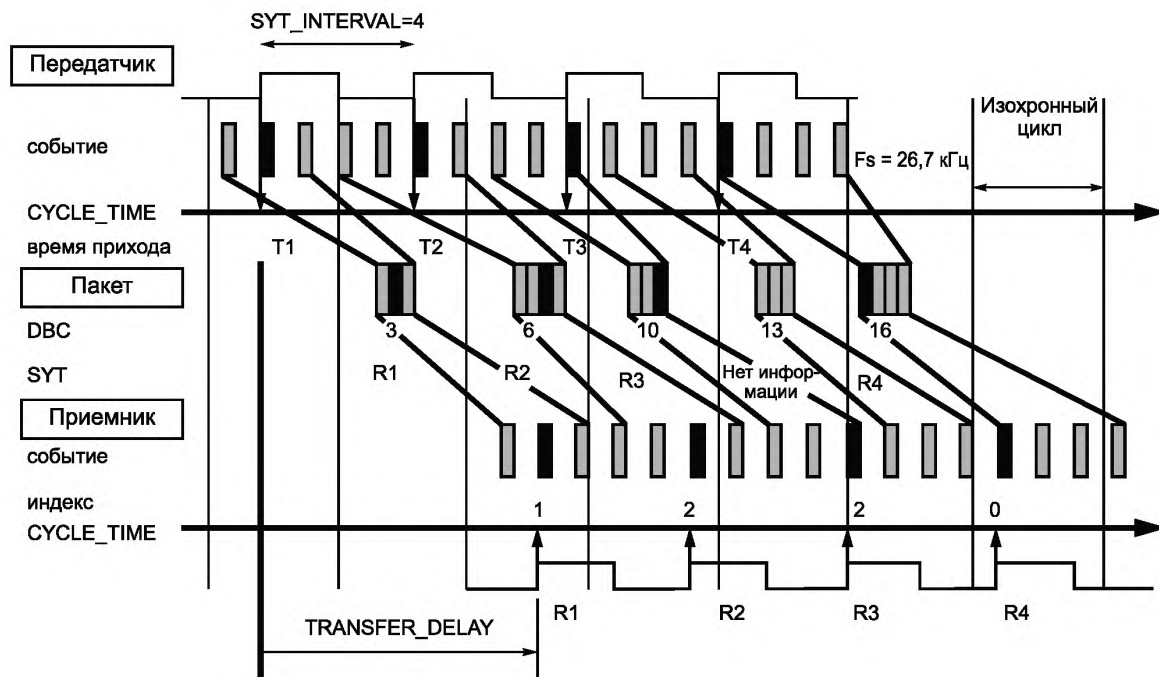 SYT_INTERVAL=4
Передатчик
Изохронный
цикл
событие
Fs = 26,7 кГц
CYCLE_TIME
время прихода
T1
T2
T3
T4
Пакет
DBC
3
6
10
13
16
SYT
R1
R2
R3
Нет инфор-
мации
R4
Приемник
событие
индекс
1
2
2
0
CYCLE_TIME
R1
R2
R3
R4
TRANSFER_DELAY